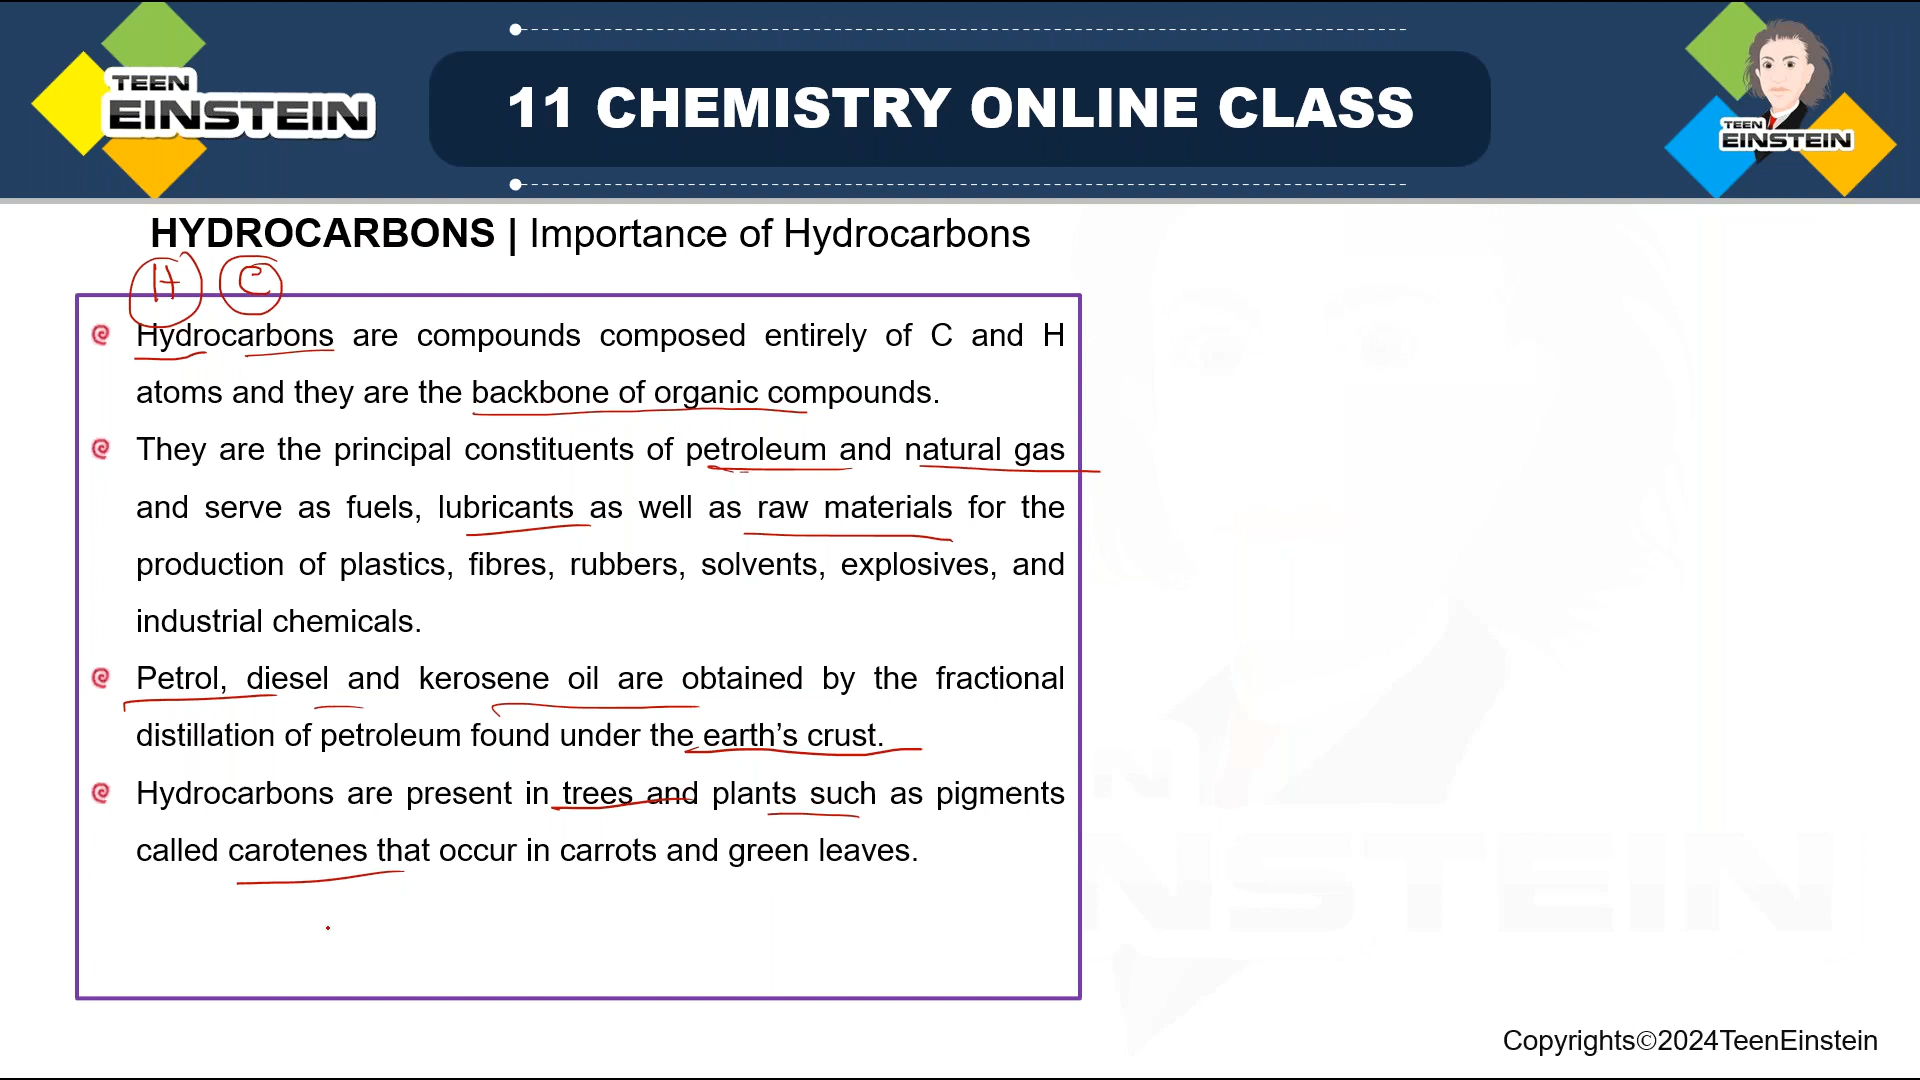 TEEN
EINSTEIN
11 CHEMISTRY ONLINE CLASS
TEEN
EINSTEIN
HYDROCARBONS | Importance of Hydrocarbons
H C
Hydrocarbons are compounds composed entirely of C and H
atoms and they are the backbone of organic compounds.
They are the principal constituents of petroleum and natural gas
and serve as fuels, lubricants as well as raw materials for the
production of plastics, fibres, rubbers, solvents, explosives, and
industrial chemicals.
Petrol, diesel and kerosene oil are obtained by the fractional
distillation of petroleum found under the earth’s crust.
Hydrocarbons are present in trees and plants such as pigments
called carotenes that occur in carrots and green leaves.
EN
NSTEIN
Copyrights©2024TeenEinstein